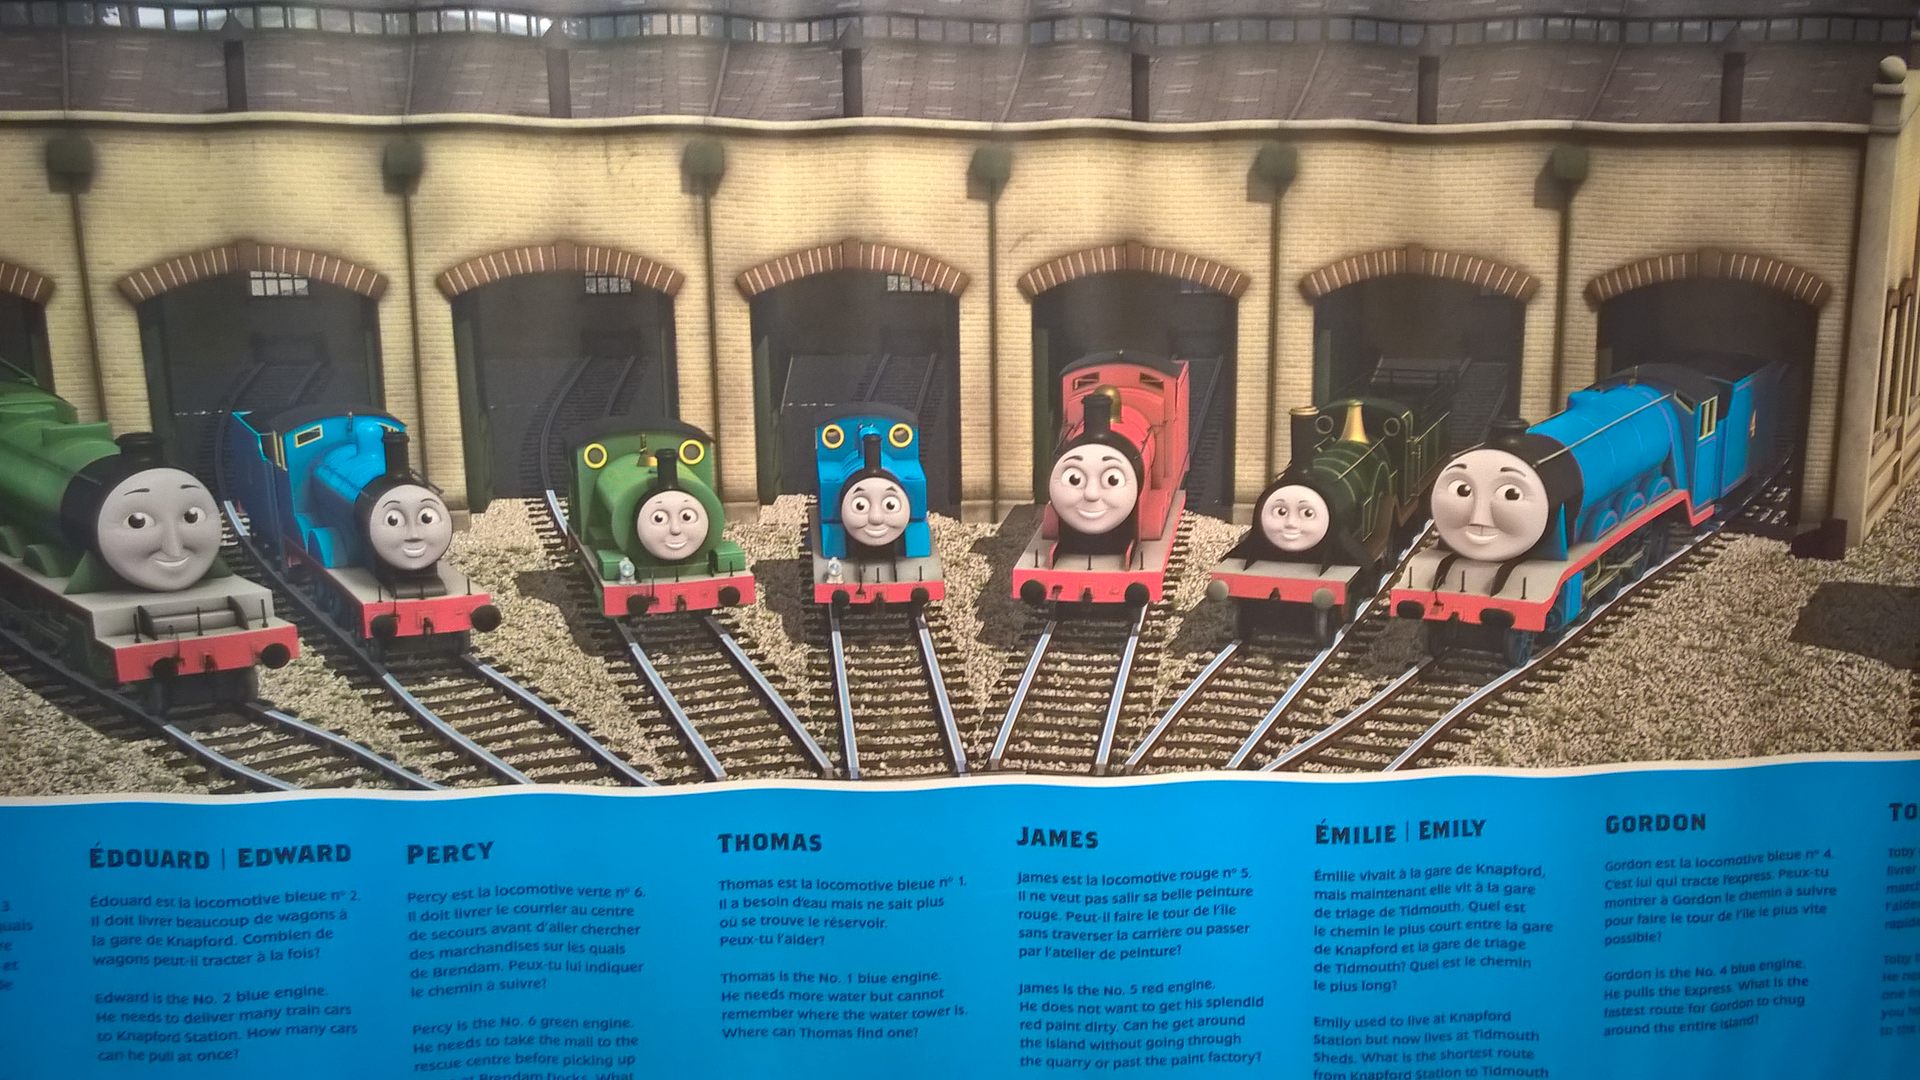 3
quais
et
ÉDOUARD | EDWARD
Édouard est la locomotive bleue nº 2.
Il doit livrer beaucoup de wagons à
la gare de Knapford. Combien de
wagons peut-il tracter à la fois?
Edward is the No. 2 blue engine.
He needs to deliver many train cars
to Knapford Station. How many cars
can he pull at once?
PERCY
Percy est la locomotive verte nº 6.
Il doit livrer le courrier au centre
de secours avant d'aller chercher
des marchandises sur les quais
de Brendam. Peux-tu lui indiquer
le chemin à suivre?
Percy is the No. 6 green engine.
He needs to take the mail to the
rescue centre before picking up
at Brendam Docks. What
THOMAS
Thomas est la locomotive bleue nº 1.
Il a besoin d'eau mais ne sait plus
où se trouve le réservoir.
Peux-tu l'aider?
Thomas is the No. 1 blue engine.
He needs more water but cannot
remember where the water tower is.
Where can Thomas find one?
JAMES
James est la locomotive rouge nº 5.
Il ne veut pas salir sa belle peinture
rouge. Peut-il faire le tour de l'île
sans traverser la carrière ou passer
par l'atelier de peinture?
James is the No. 5 red engine.
He does not want to get his splendid
red paint dirty. Can he get around
the island without going through
the quarry or past the paint factory?
ÉMILIE | EMILY
Émilie vivait à la gare de Knapford,
mais maintenant elle vit à la gare
de triage de Tidmouth. Quel est
le chemin le plus court entre la gare
de Knapford et la gare de triage
de Tidmouth? Quel est le chemin
le plus long?
Emily used to live at Knapford
Station but now lives at Tidmouth
Sheds. What is the shortest route
from Knapford Station to Tidmouth
4
GORDON
Gordon est la locomotive bleue nº 4.
C'est lui qui tracte l'express. Peux-tu
montrer à Gordon le chemin à suivre
pour faire le tour de l'île le plus vite
possible?
Gordon is the No. 4 blue engine.
He pulls the Express. What is the
fastest route for Gordon to chug
around the entire island?
TO
Toby
livrer
Toby
He
to the